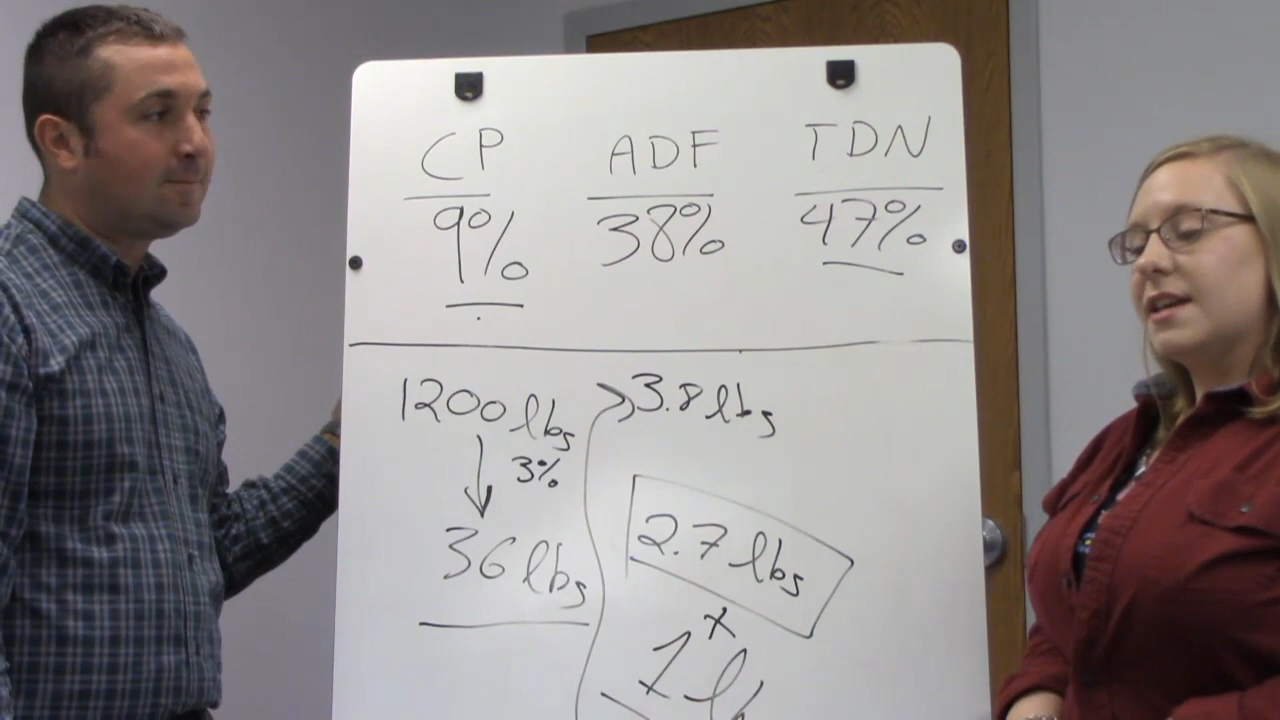 CP ADF TDN
9% 38% 47%
1200 lbs > 3.8 lbs
3%
36 lbs
2.7 lbs
x